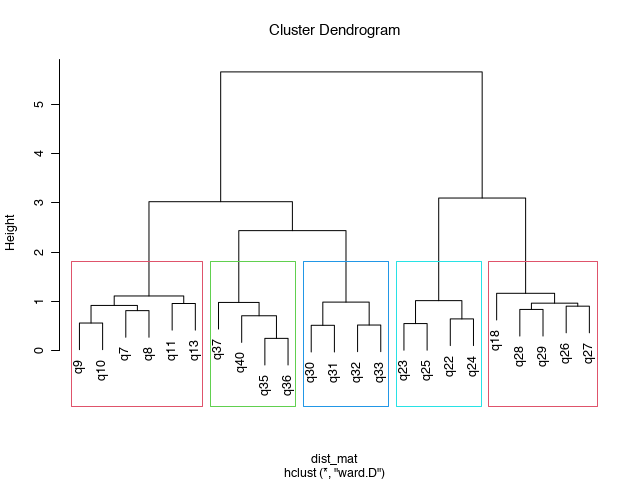 Cluster Dendrogram
Height
5
4
3
2
1
0
q9
q10
q7
q8
q11
q13
q37
q40
q35
q36
q30
q31
q32
q33
q23
q25
q22
q24
q18
q28
q29
q26
q27
dist_mat
hclust (*, "ward.D")